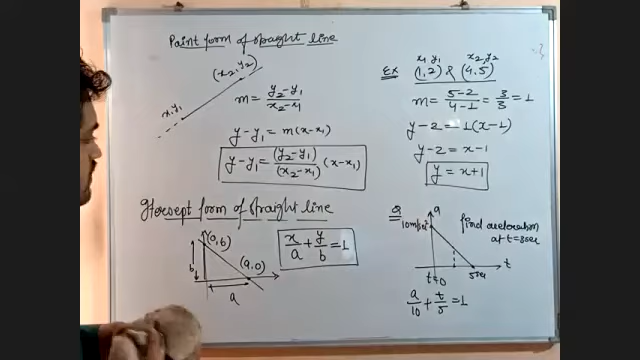 Point form of straight line
(x₂, y₂)
x₁ y₁
m = y₂-y₁ / x₂-x₁
y-y₁ = m(x-x₁)
y-y₁ = (y₂-y₁) / (x₂-x₁) (x-x₁)
Ex
x₁ y₁ x₂, y₂
(1,2) & (4,5)
m = 5-2 / 4-1 = 3/3 = 1
y-2 = 1(x-1)
y-2 = x-1
y = x+1
Intercept form of straight line
(0,b)
(a,0)
b
a
x/a + y/b = 1
Q
a
find acceleration
at t=3sec
t=0
5sec
t
a/10 + t/5 = 1